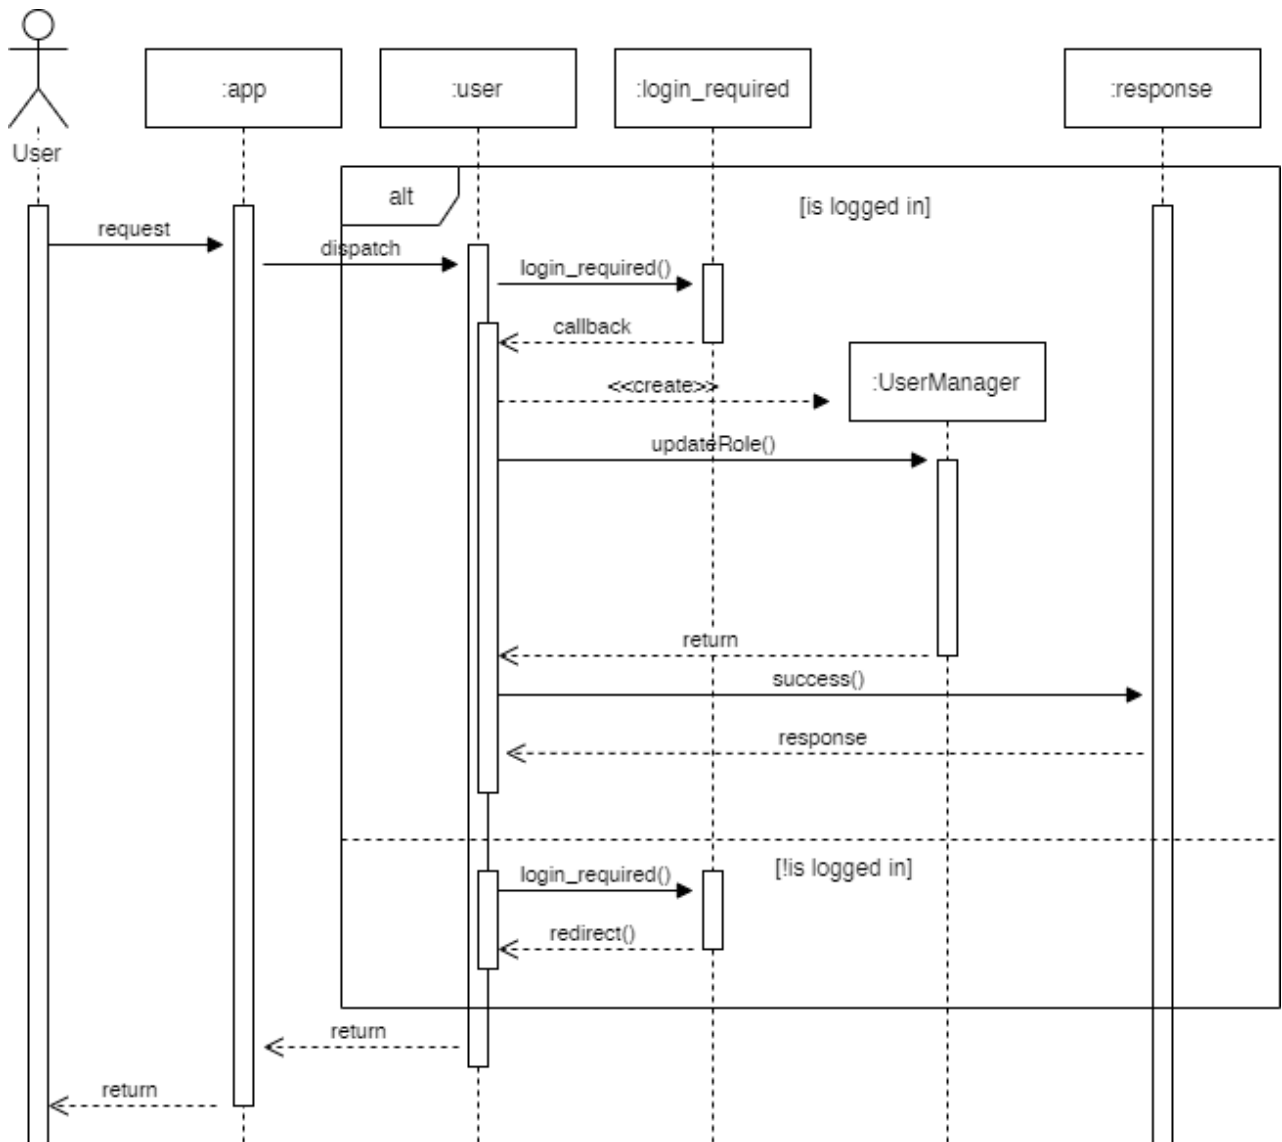 :app
:user
:login_required
:response
User
alt
[is logged in]
request
dispatch
login_required()
callback
:UserManager
<<create>>
updateRole()
return
success()
response
[!is logged in]
login_required()
redirect()
return
return